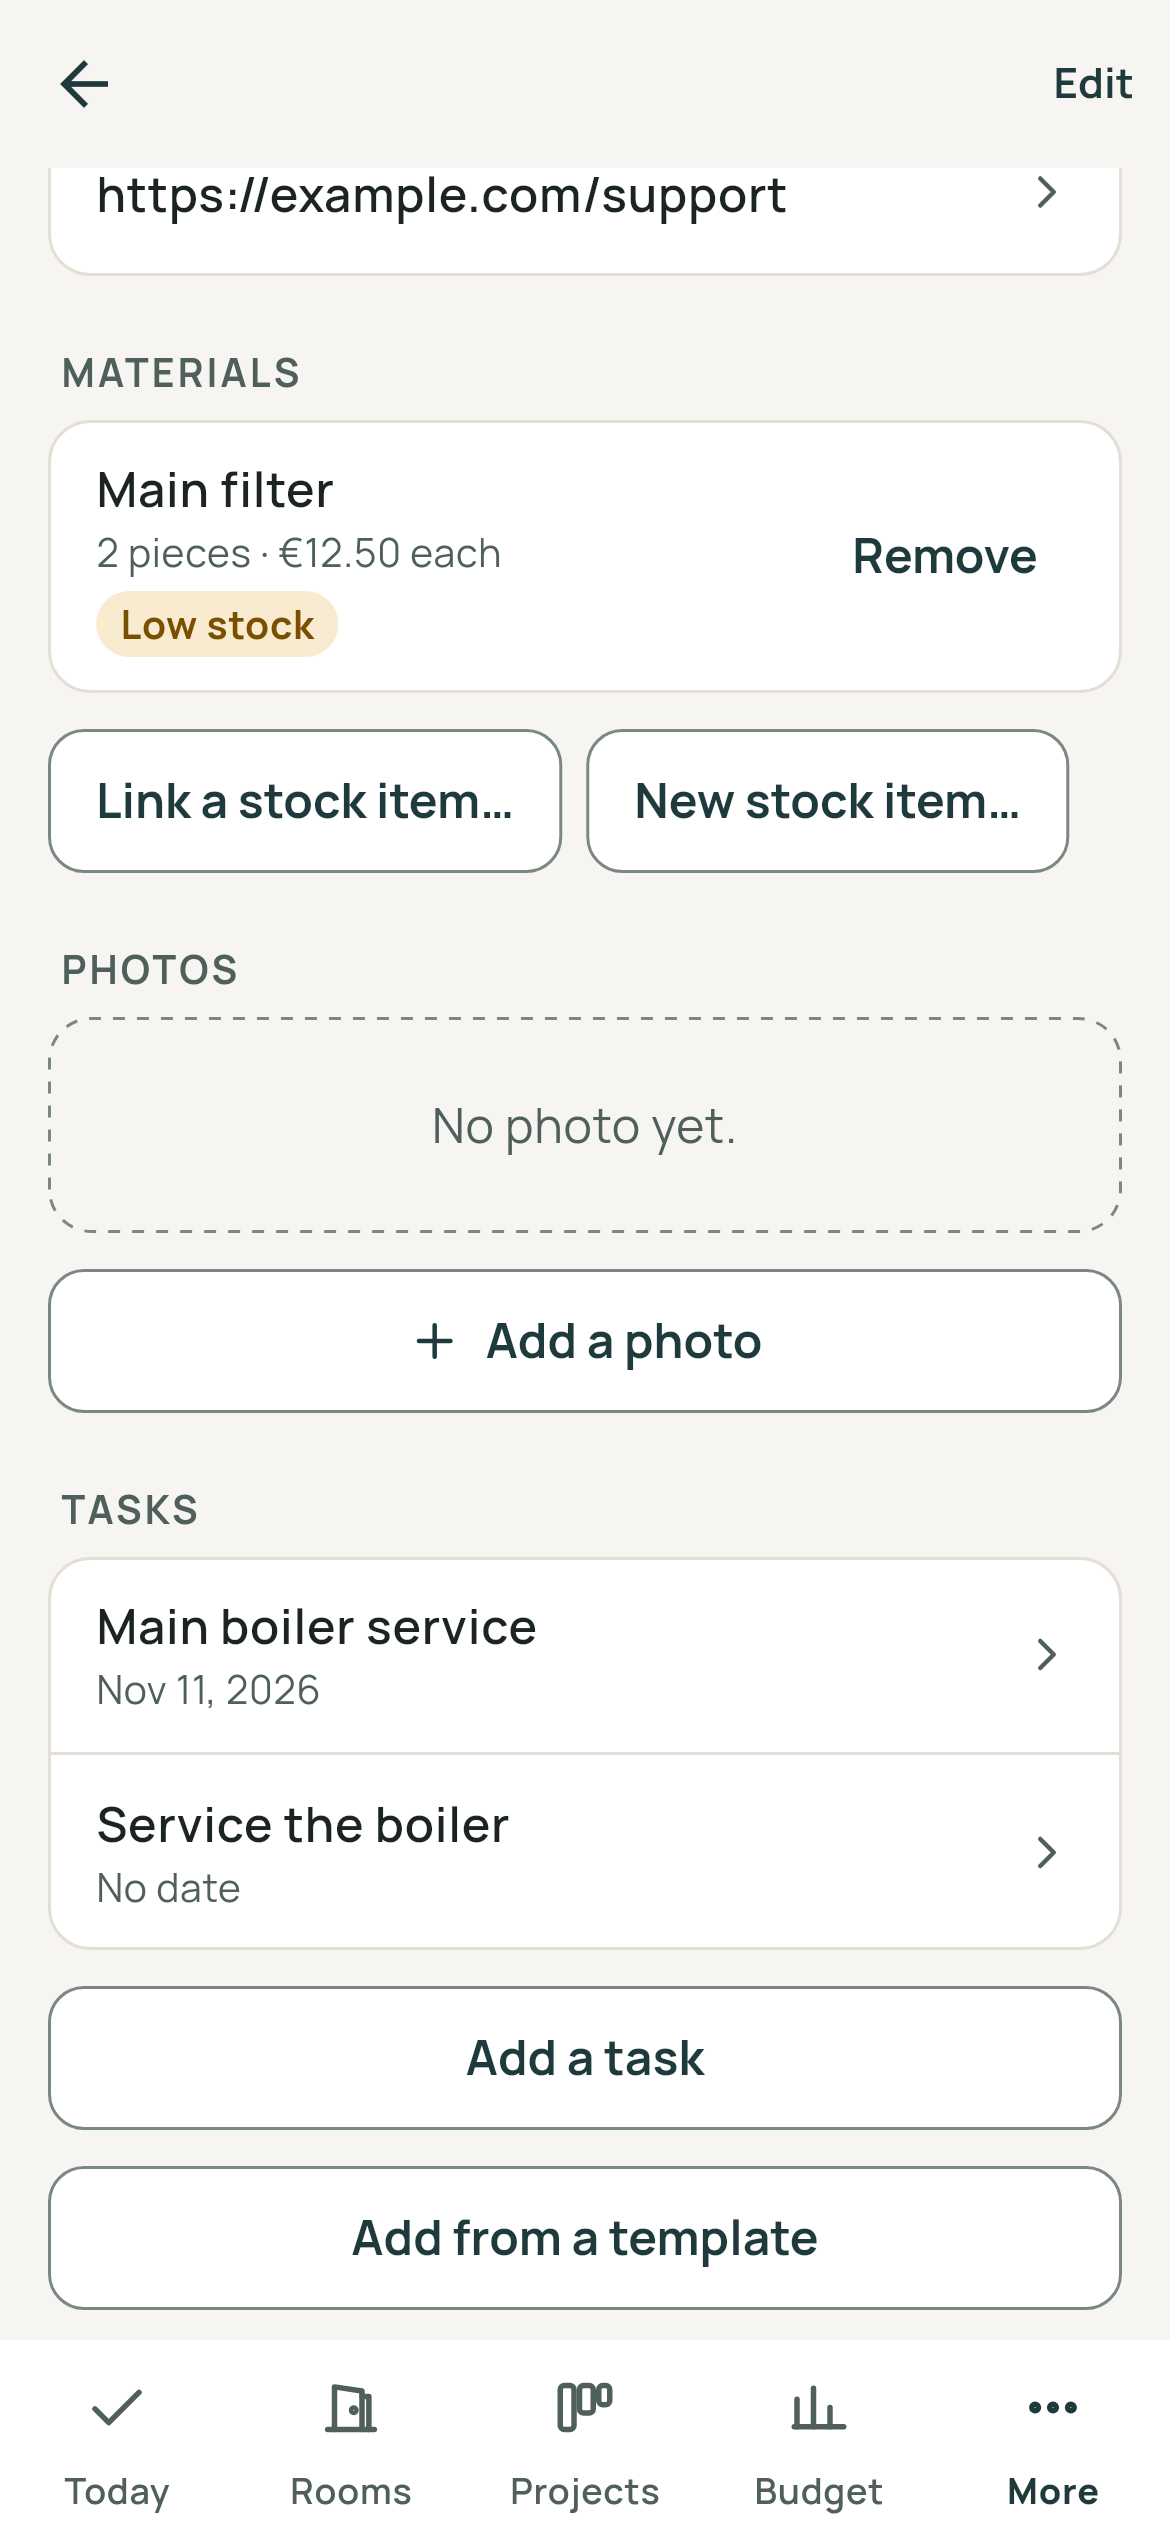 Edit
https://example.com/support
MATERIALS
Main filter
2 pieces · €12.50 each
Remove
Low stock
Link a stock item…
New stock item…
PHOTOS
No photo yet.
Add a photo
TASKS
Main boiler service
Nov 11, 2026
Service the boiler
No date
Add a task
Add from a template
Today
Rooms
Projects
Budget
More